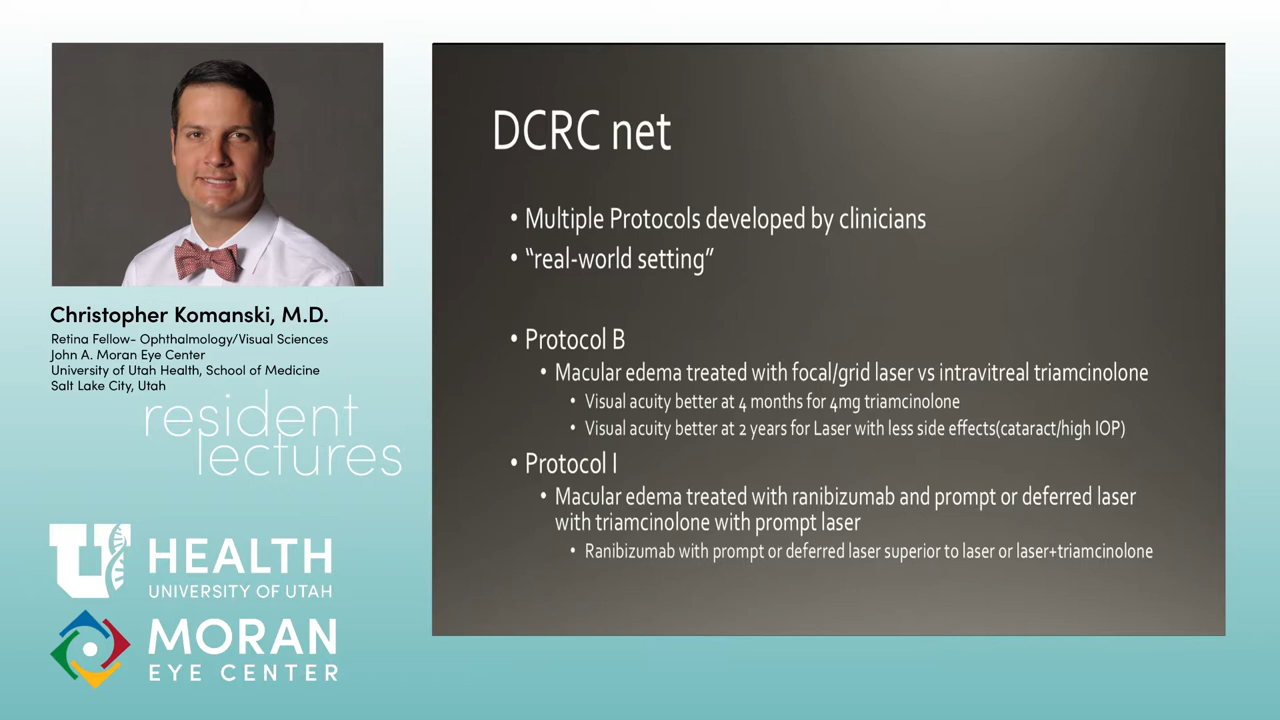 Christopher Komanski, M.D.
Retina Fellow- Ophthalmology/Visual Sciences
John A. Moran Eye Center
University of Utah Health, School of Medicine
Salt Lake City, Utah
resident
lectures
U HEALTH
UNIVERSITY OF UTAH
MORAN
EYE CENTER
DCRC net
• Multiple Protocols developed by clinicians
• “real-world setting”
• Protocol B
• Macular edema treated with focal/grid laser vs intravitreal triamcinolone
• Visual acuity better at 4 months for 4mg triamcinolone
• Visual acuity better at 2 years for Laser with less side effects(cataract/high IOP)
• Protocol I
• Macular edema treated with ranibizumab and prompt or deferred laser
with triamcinolone with prompt laser
• Ranibizumab with prompt or deferred laser superior to laser or laser+triamcinolone